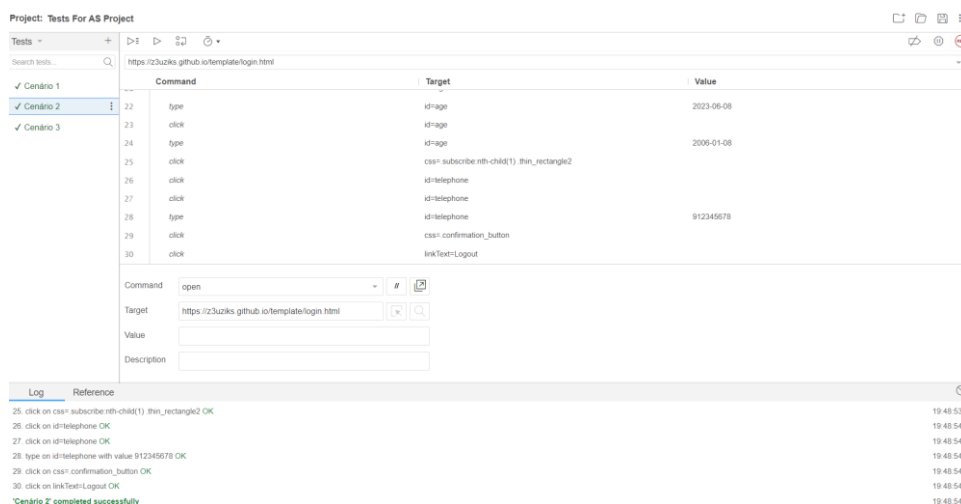 Project: Tests For AS Project
Tests
Search tests...
https://z3uziks.github.io/template/login.html
Command Target Value
✓ Cenário 1
✓ Cenário 2
✓ Cenário 3
22 type id=age 2023-06-08
23 click id=age
24 type id=age 2006-01-08
25 click css=.subscribe:nth-child(1) .thin_rectangle2
26 click id=telephone
27 click id=telephone
28 type id=telephone 912345678
29 click css=.confirmation_button
30 click linkText=Logout
Command open //
Target https://z3uziks.github.io/template/login.html
Value
Description
Log Reference
25. click on css=.subscribe:nth-child(1) .thin_rectangle2 OK 19:48:53
26. click on id=telephone OK 19:48:54
27. click on id=telephone OK 19:48:54
28. type on id=telephone with value 912345678 OK 19:48:54
29. click on css=.confirmation_button OK 19:48:54
30. click on linkText=Logout OK 19:48:54
'Cenário 2' completed successfully 19:48:54